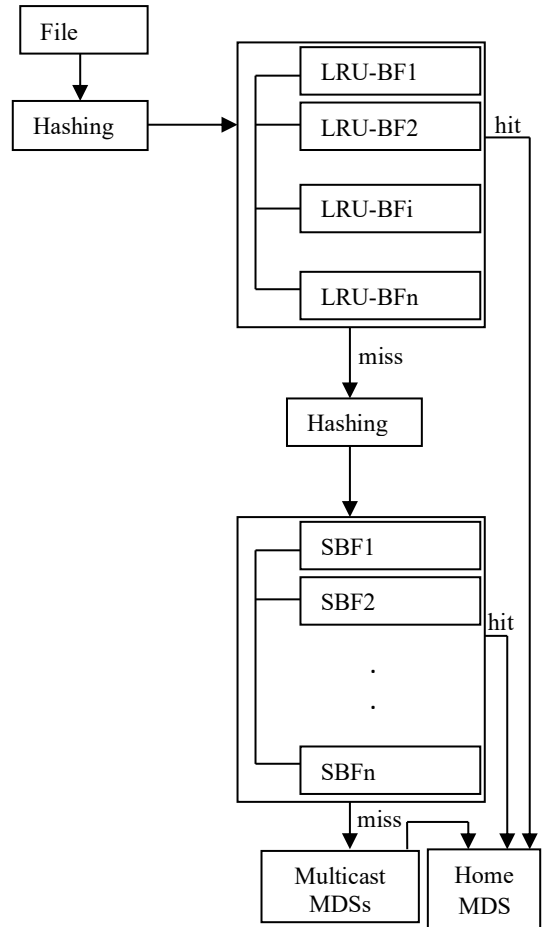 File
Hashing
LRU-BF1
LRU-BF2
hit
LRU-BFi
LRU-BFn
miss
Hashing
SBF1
SBF2
hit
.
.
SBFn
miss
Multicast
MDSs
Home
MDS